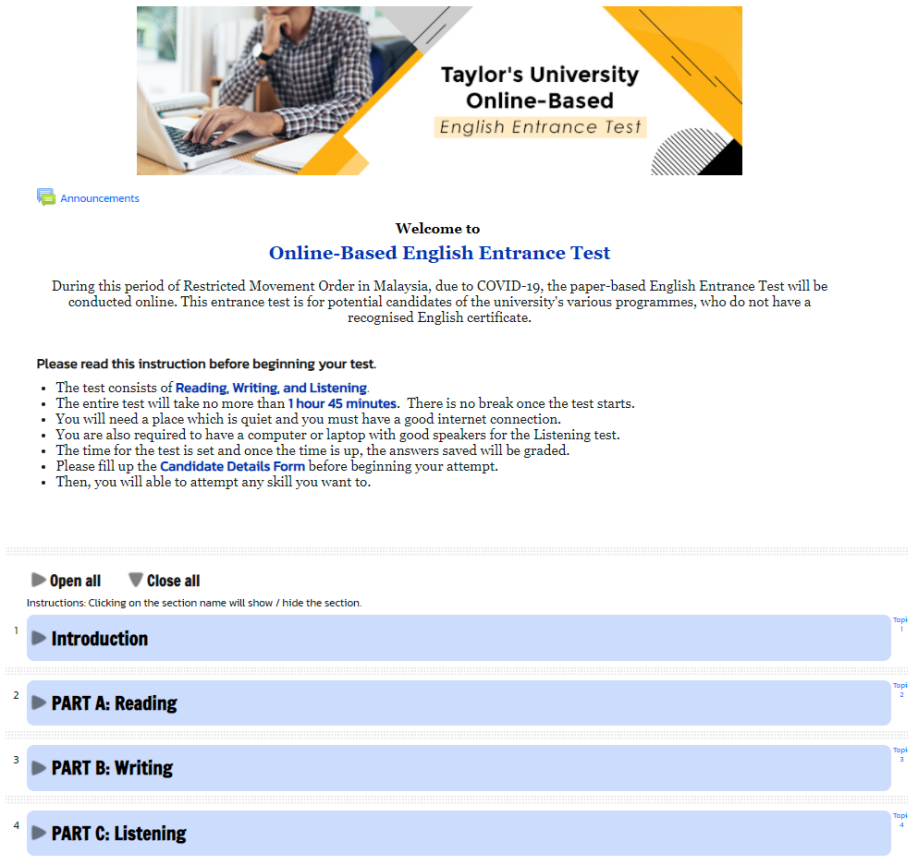 Taylor's University
Online-Based
English Entrance Test
Announcements
Welcome to
Online-Based English Entrance Test
During this period of Restricted Movement Order in Malaysia, due to COVID-19, the paper-based English Entrance Test will be
conducted online. This entrance test is for potential candidates of the university's various programmes, who do not have a
recognised English certificate.
Please read this instruction before beginning your test.
• The test consists of Reading, Writing, and Listening.
• The entire test will take no more than 1 hour 45 minutes. There is no break once the test starts.
• You will need a place which is quiet and you must have a good internet connection.
• You are also required to have a computer or laptop with good speakers for the Listening test.
• The time for the test is set and once the time is up, the answers saved will be graded.
• Please fill up the Candidate Details Form before beginning your attempt.
• Then, you will able to attempt any skill you want to.
Open all Close all
Instructions: Clicking on the section name will show / hide the section.
1 Introduction Topi
1
2 PART A: Reading Topi
2
3 PART B: Writing Topi
3
4 PART C: Listening Topi
4